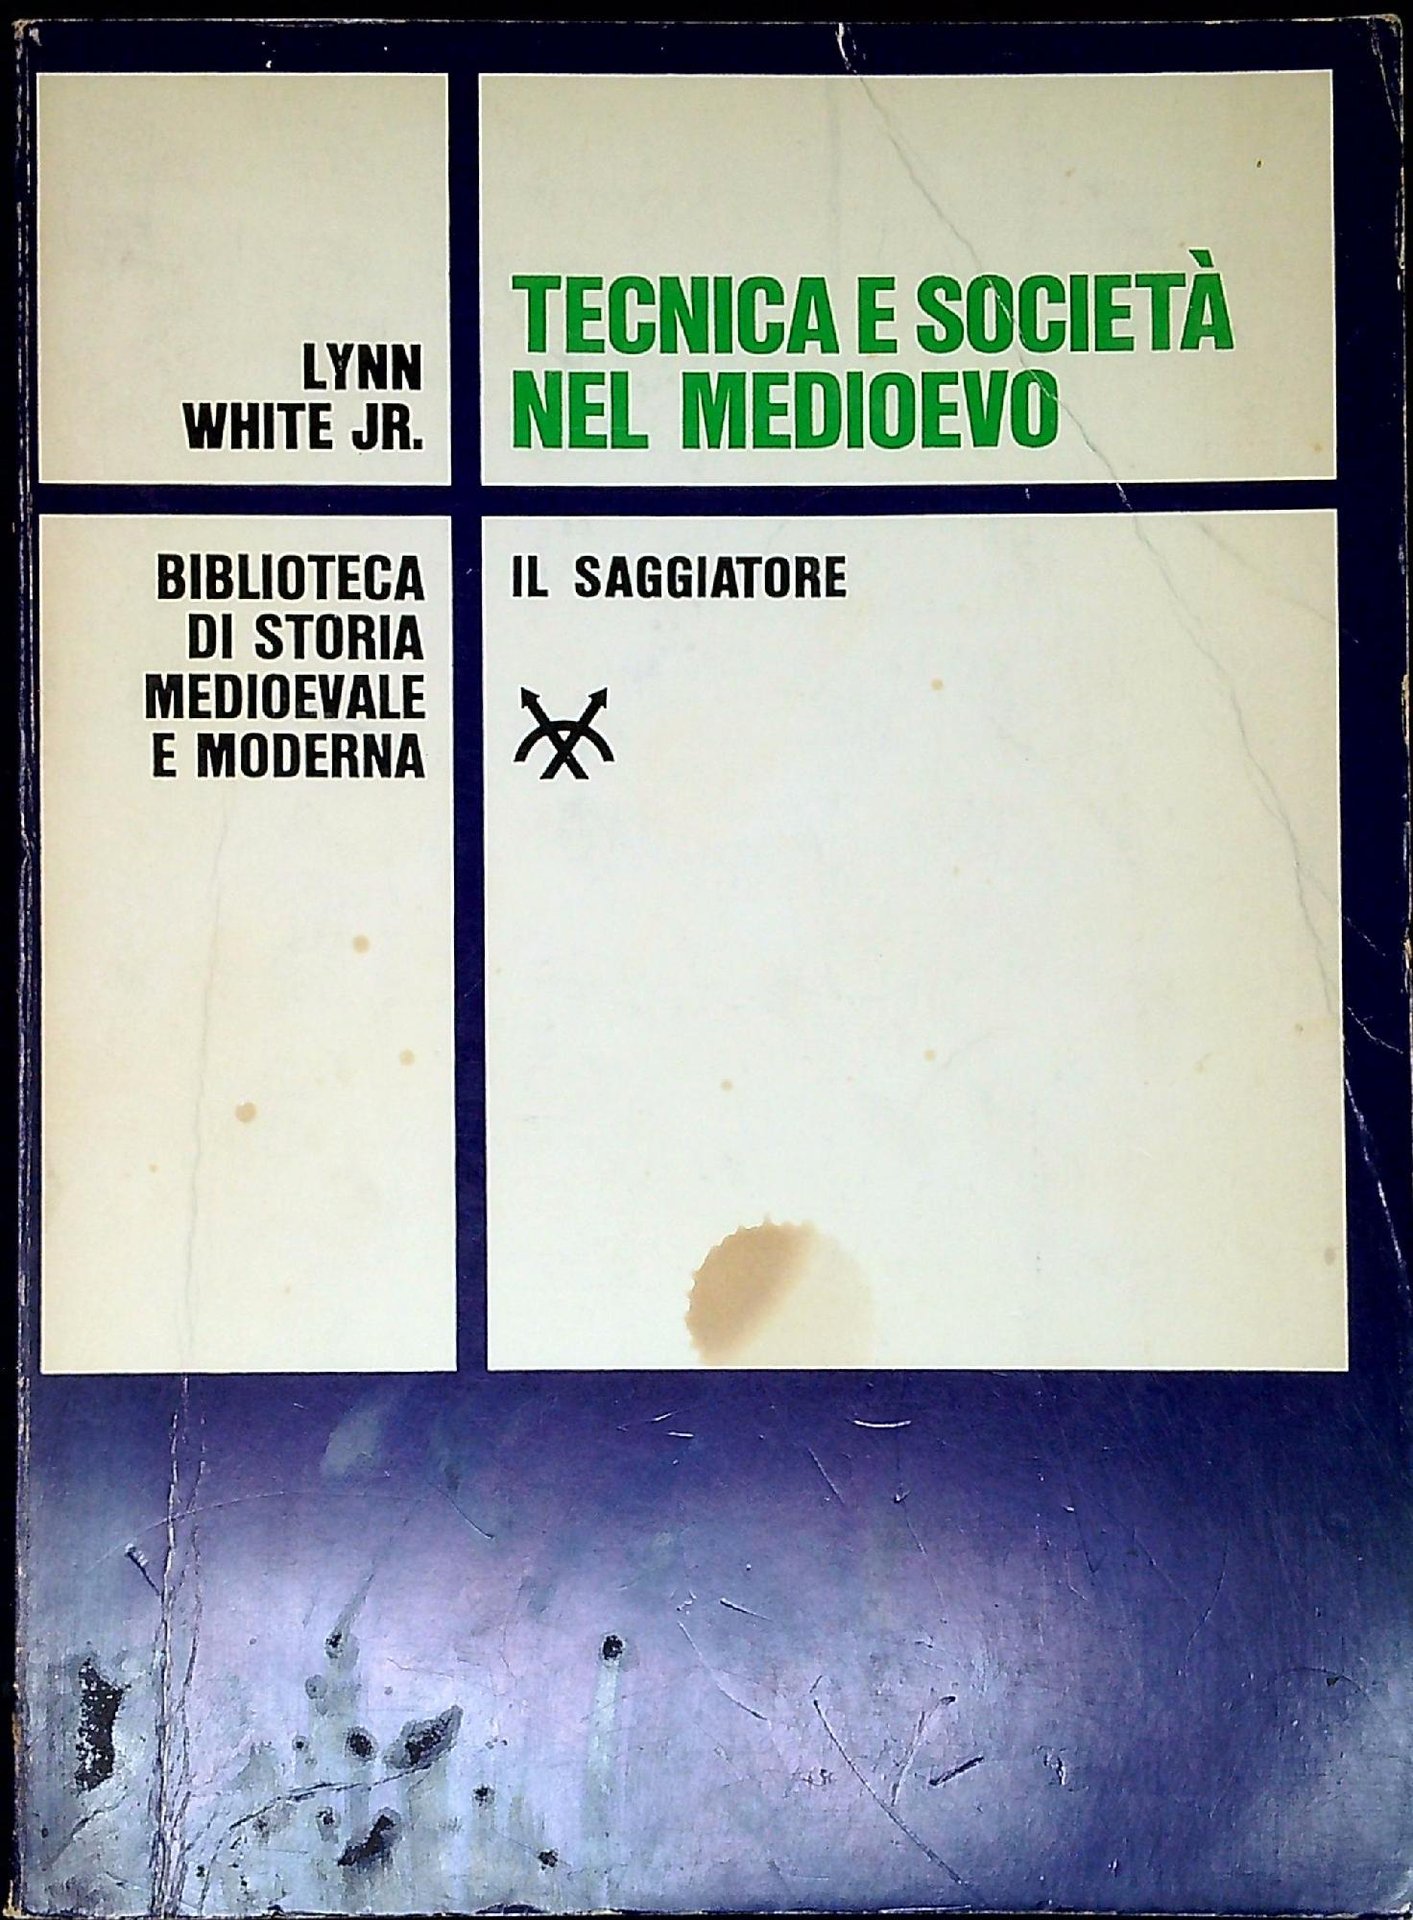 LYNN
WHITE JR.
TECNICA E SOCIETÀ
NEL MEDIOEVO
BIBLIOTECA
DI STORIA
MEDIOEVALE
E MODERNA
IL SAGGIATORE